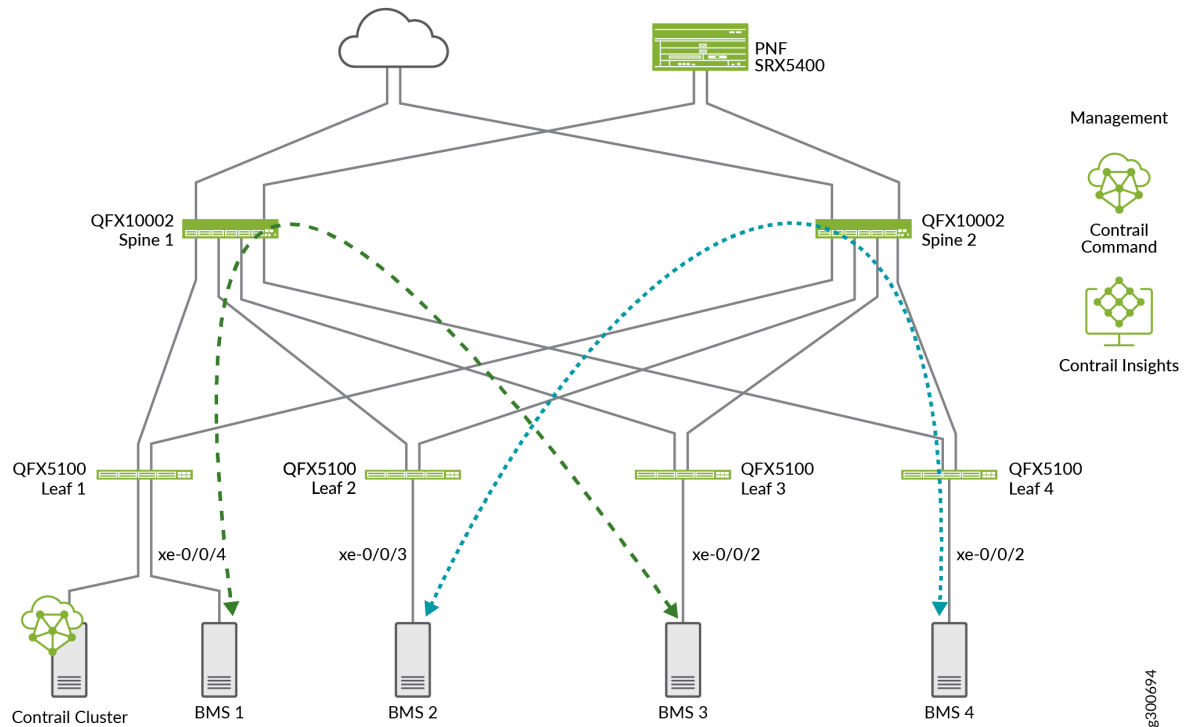 PNF
SRX5400
Management
Contrail
Command
Contrail Insights
QFX10002
Spine 1
QFX10002
Spine 2
QFX5100
Leaf 1
QFX5100
Leaf 2
QFX5100
Leaf 3
QFX5100
Leaf 4
xe-0/0/4
xe-0/0/3
xe-0/0/2
xe-0/0/2
Contrail Cluster
BMS 1
BMS 2
BMS 3
BMS 4
g300694